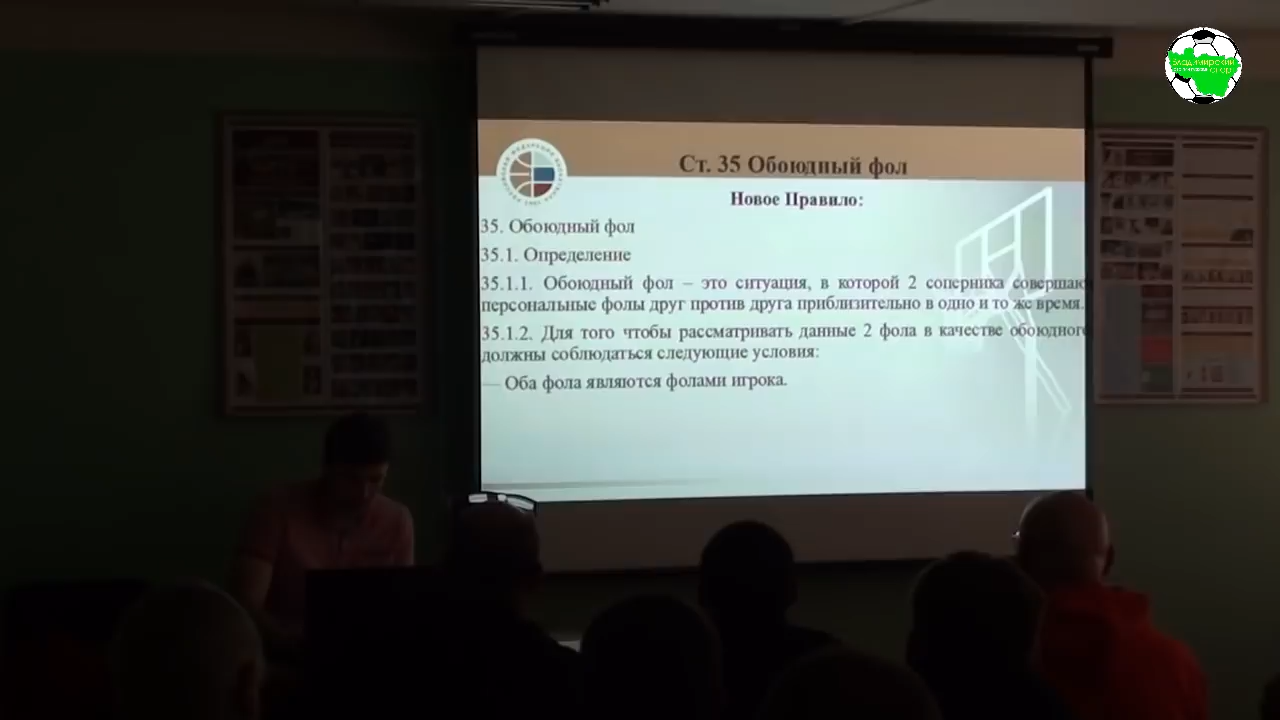 Владимирский
спорт
Ст. 35 Обоюдный фол
Новое Правило:
35. Обоюдный фол
35.1. Определение
35.1.1. Обоюдный фол – это ситуация, в которой 2 соперника совершаю
персональные фолы друг против друга приблизительно в одно и то же время.
35.1.2. Для того чтобы рассматривать данные 2 фола в качестве обоюдного
должны соблюдаться следующие условия:
— Оба фола являются фолами игрока.